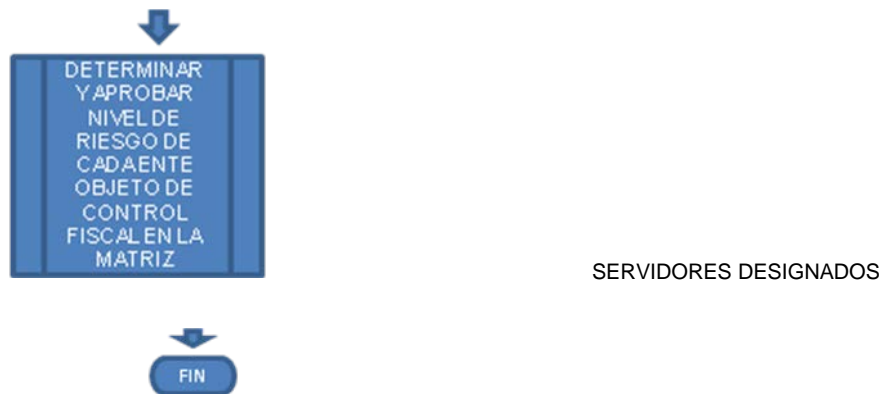 DETERMINAR
Y APROBAR
NIVEL DE
RIESGO DE
CADA ENTE
OBJETO DE
CONTROL
FISCAL EN LA
MATRIZ
SERVIDORES DESIGNADOS
FIN